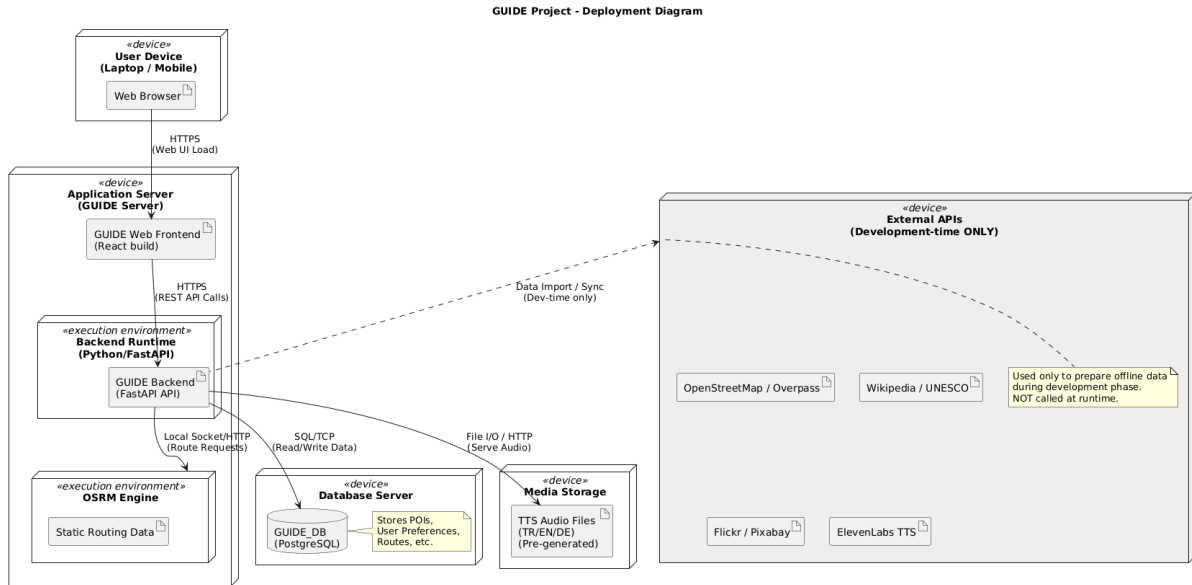 GUIDE Project - Deployment Diagram
«device»
User Device
(Laptop / Mobile)
Web Browser
HTTPS
(Web UI Load)
«device»
Application Server
(GUIDE Server)
GUIDE Web Frontend
(React build)
HTTPS
(REST API Calls)
«execution environment»
Backend Runtime
(Python/FastAPI)
GUIDE Backend
(FastAPI API)
Local Socket/HTTP
(Route Requests)
«execution environment»
OSRM Engine
Static Routing Data
SQL/TCP
(Read/Write Data)
«device»
Database Server
GUIDE_DB
(PostgreSQL)
Stores POIs,
User Preferences,
Routes, etc.
File I/O / HTTP
(Serve Audio)
«device»
Media Storage
TTS Audio Files
(TR/EN/DE)
(Pre-generated)
Data Import / Sync
(Dev-time only)
«device»
External APIs
(Development-time ONLY)
OpenStreetMap / Overpass
Wikipedia / UNESCO
Used only to prepare offline data
during development phase.
NOT called at runtime.
Flickr / Pixabay
ElevenLabs TTS